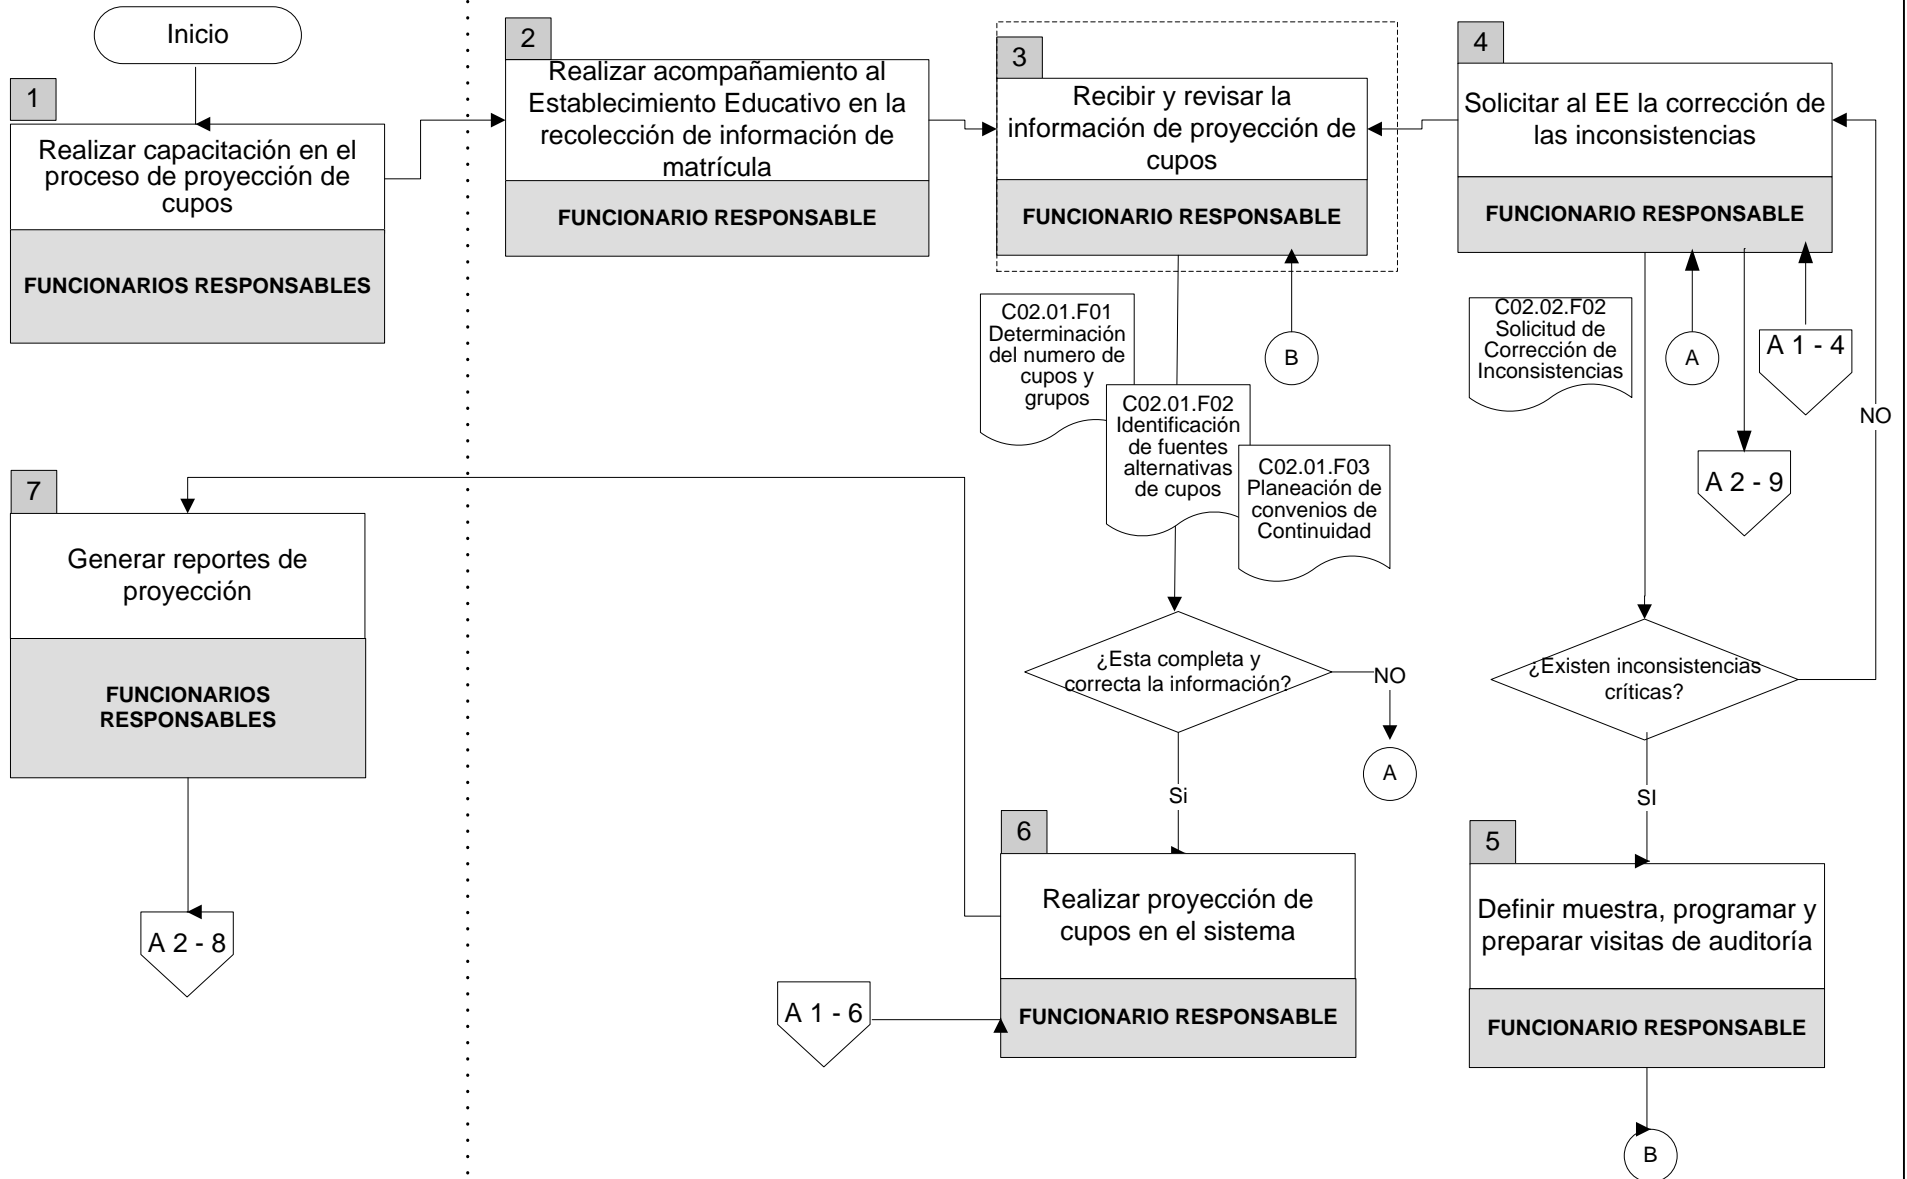 Inicio
1
Realizar capacitación en el
proceso de proyección de
cupos
FUNCIONARIOS RESPONSABLES
2
Realizar acompañamiento al
Establecimiento Educativo en la
recolección de información de
matrícula
FUNCIONARIO RESPONSABLE
3
Recibir y revisar la
información de proyección de
cupos
FUNCIONARIO RESPONSABLE
4
Solicitar al EE la corrección de
las inconsistencias
FUNCIONARIO RESPONSABLE
C02.01.F01
Determinación
del numero de
cupos y
grupos
B
C02.01.F02
Identificación
de fuentes
alternativas
de cupos
C02.01.F03
Planeación de
convenios de
Continuidad
C02.02.F02
Solicitud de
Corrección de
Inconsistencias
A
A 1 - 4
NO
A 2 - 9
7
Generar reportes de
proyección
FUNCIONARIOS
RESPONSABLES
A 2 - 8
¿Esta completa y
correcta la información?
NO
A
Si
¿Existen inconsistencias
críticas?
SI
6
Realizar proyección de
cupos en el sistema
FUNCIONARIO RESPONSABLE
A 1 - 6
5
Definir muestra, programar y
preparar visitas de auditoría
FUNCIONARIO RESPONSABLE
B